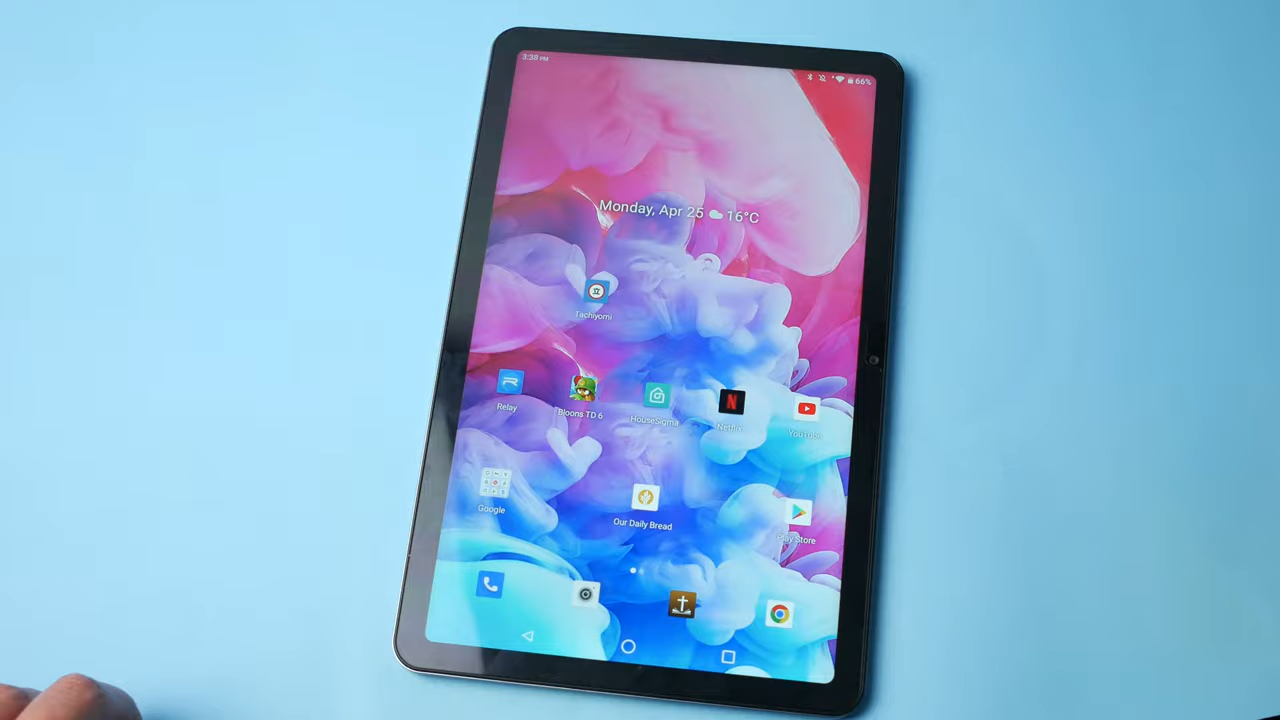 3:38 PM
66%
Monday, Apr 25 16°C
立
Tachiyomi
Relay
Bloons TD 6
HouseSigma
N
Netflix
YouTube
Google
Our Daily Bread
Play Store